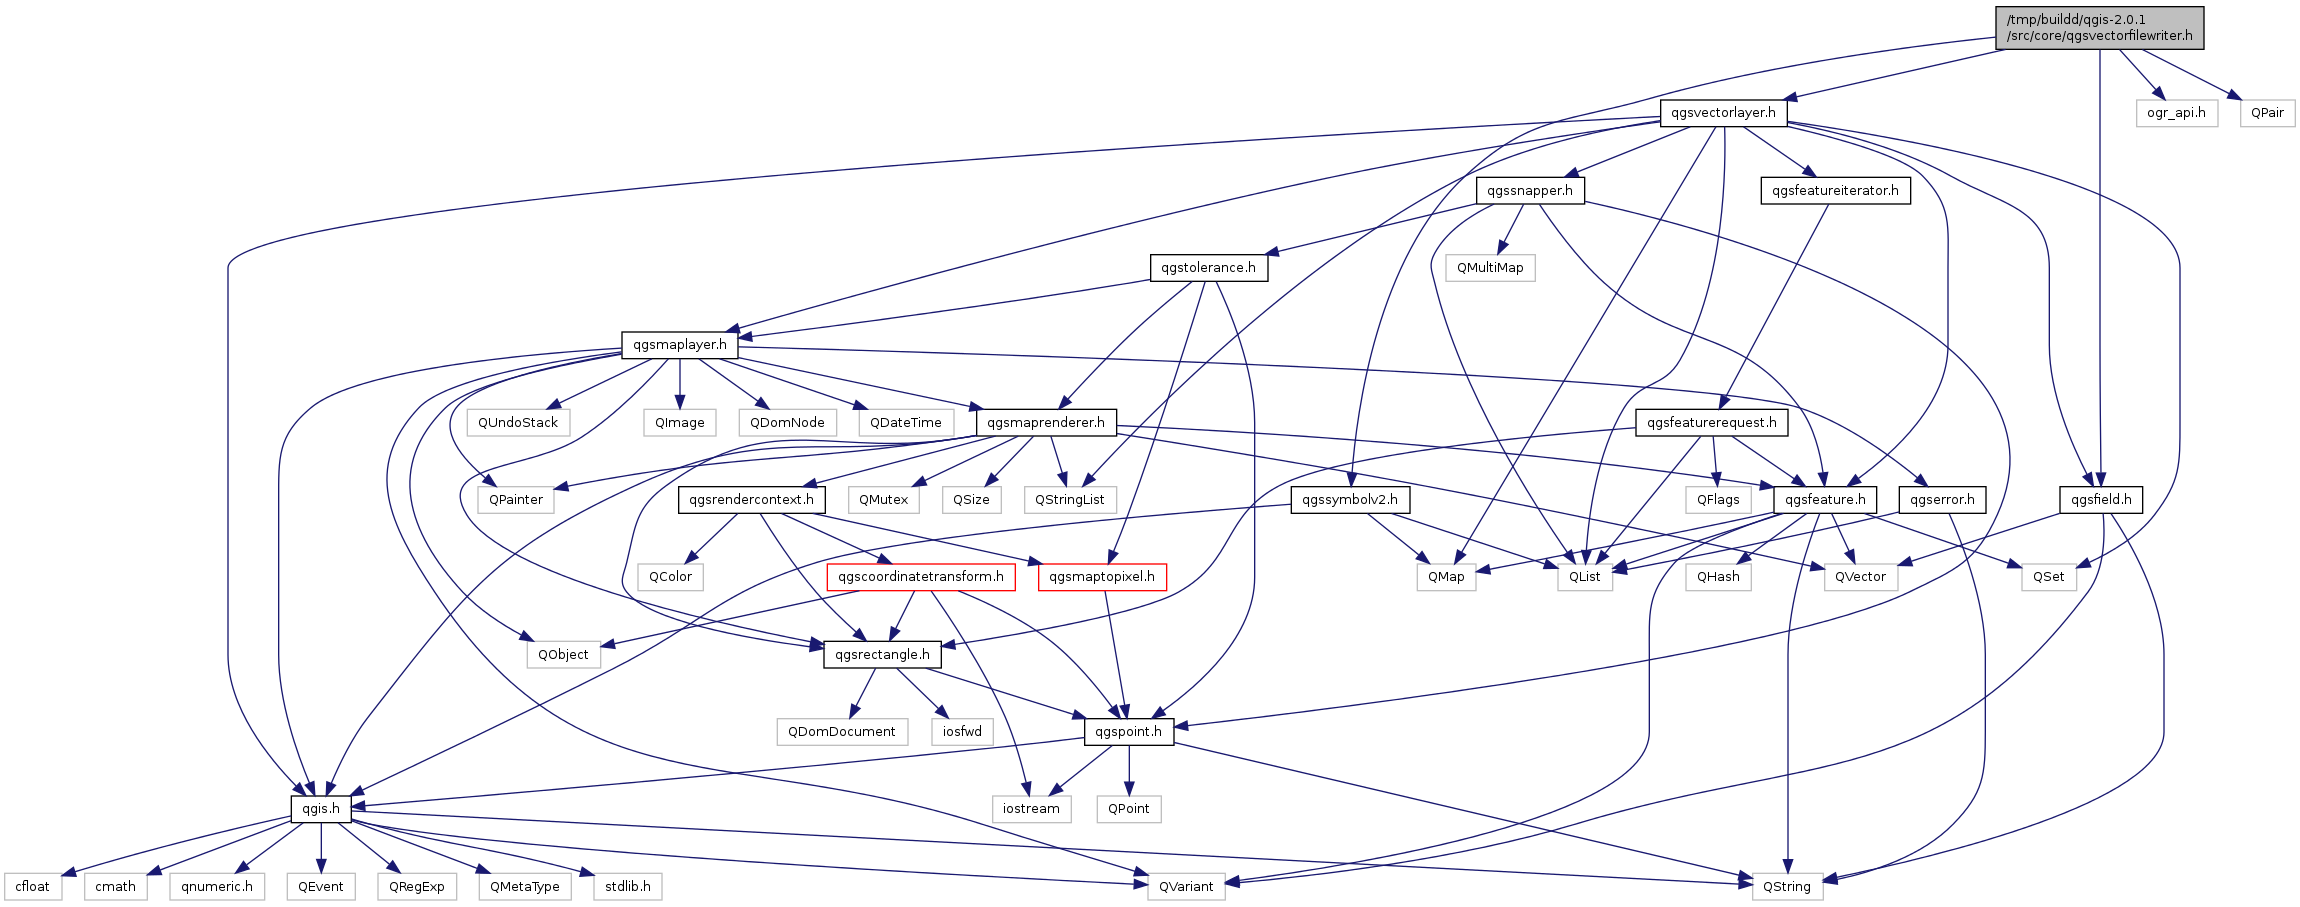 /tmp/buildd/qgis-2.0.1
/src/core/qgsvectorfilewriter.h
qgsvectorlayer.h
ogr_api.h
QPair
qgssnapper.h
qgsfeatureiterator.h
qgstolerance.h
QMultiMap
qgsmaplayer.h
QUndoStack
QImage
QDomNode
QDateTime
qgsmaprenderer.h
qgsfeaturerequest.h
QPainter
qgsrendercontext.h
QMutex
QSize
QStringList
qgssymbolv2.h
QFlags
qgsfeature.h
qgserror.h
qgsfield.h
QColor
qgscoordinatetransform.h
qgsmaptopixel.h
QMap
QList
QHash
QVector
QSet
QObject
qgsrectangle.h
QDomDocument
iosfwd
qgspoint.h
qgis.h
iostream
QPoint
cfloat
cmath
qnumeric.h
QEvent
QRegExp
QMetaType
stdlib.h
QVariant
QString